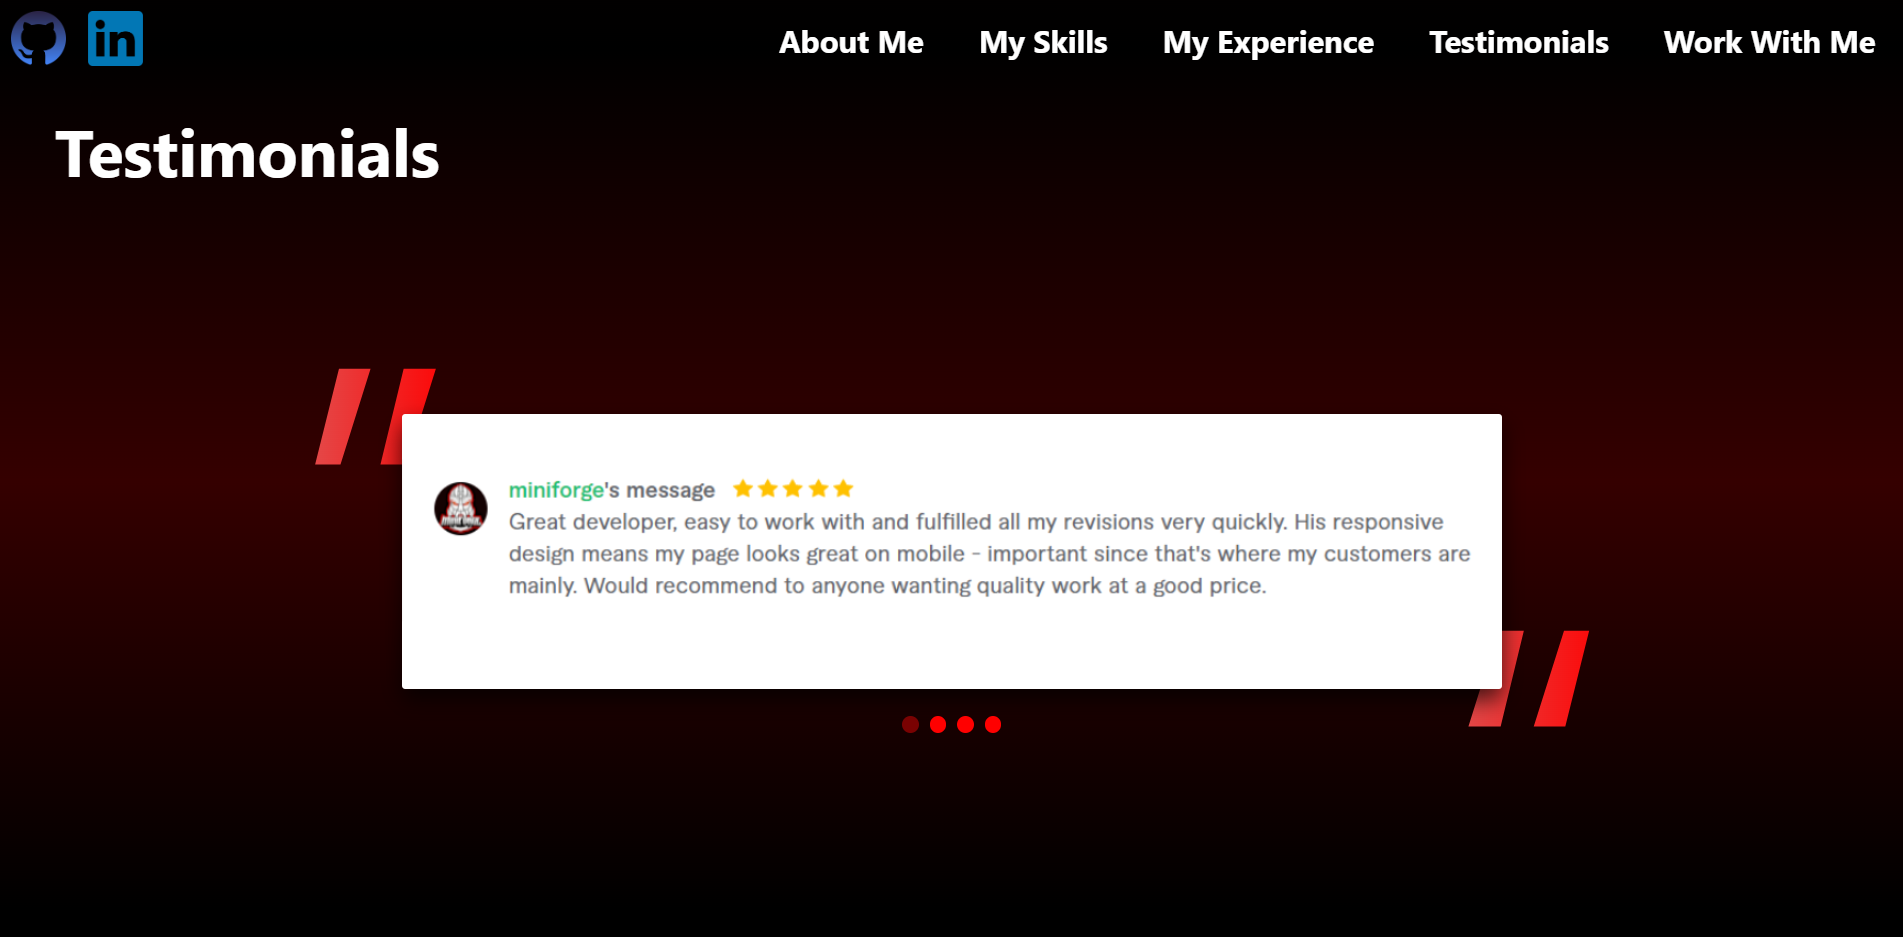 in
About Me
My Skills
My Experience
Testimonials
Work With Me
Testimonials
miniforge's message
Great developer, easy to work with and fulfilled all my revisions very quickly. His responsive
design means my page looks great on mobile - important since that's where my customers are
mainly. Would recommend to anyone wanting quality work at a good price.